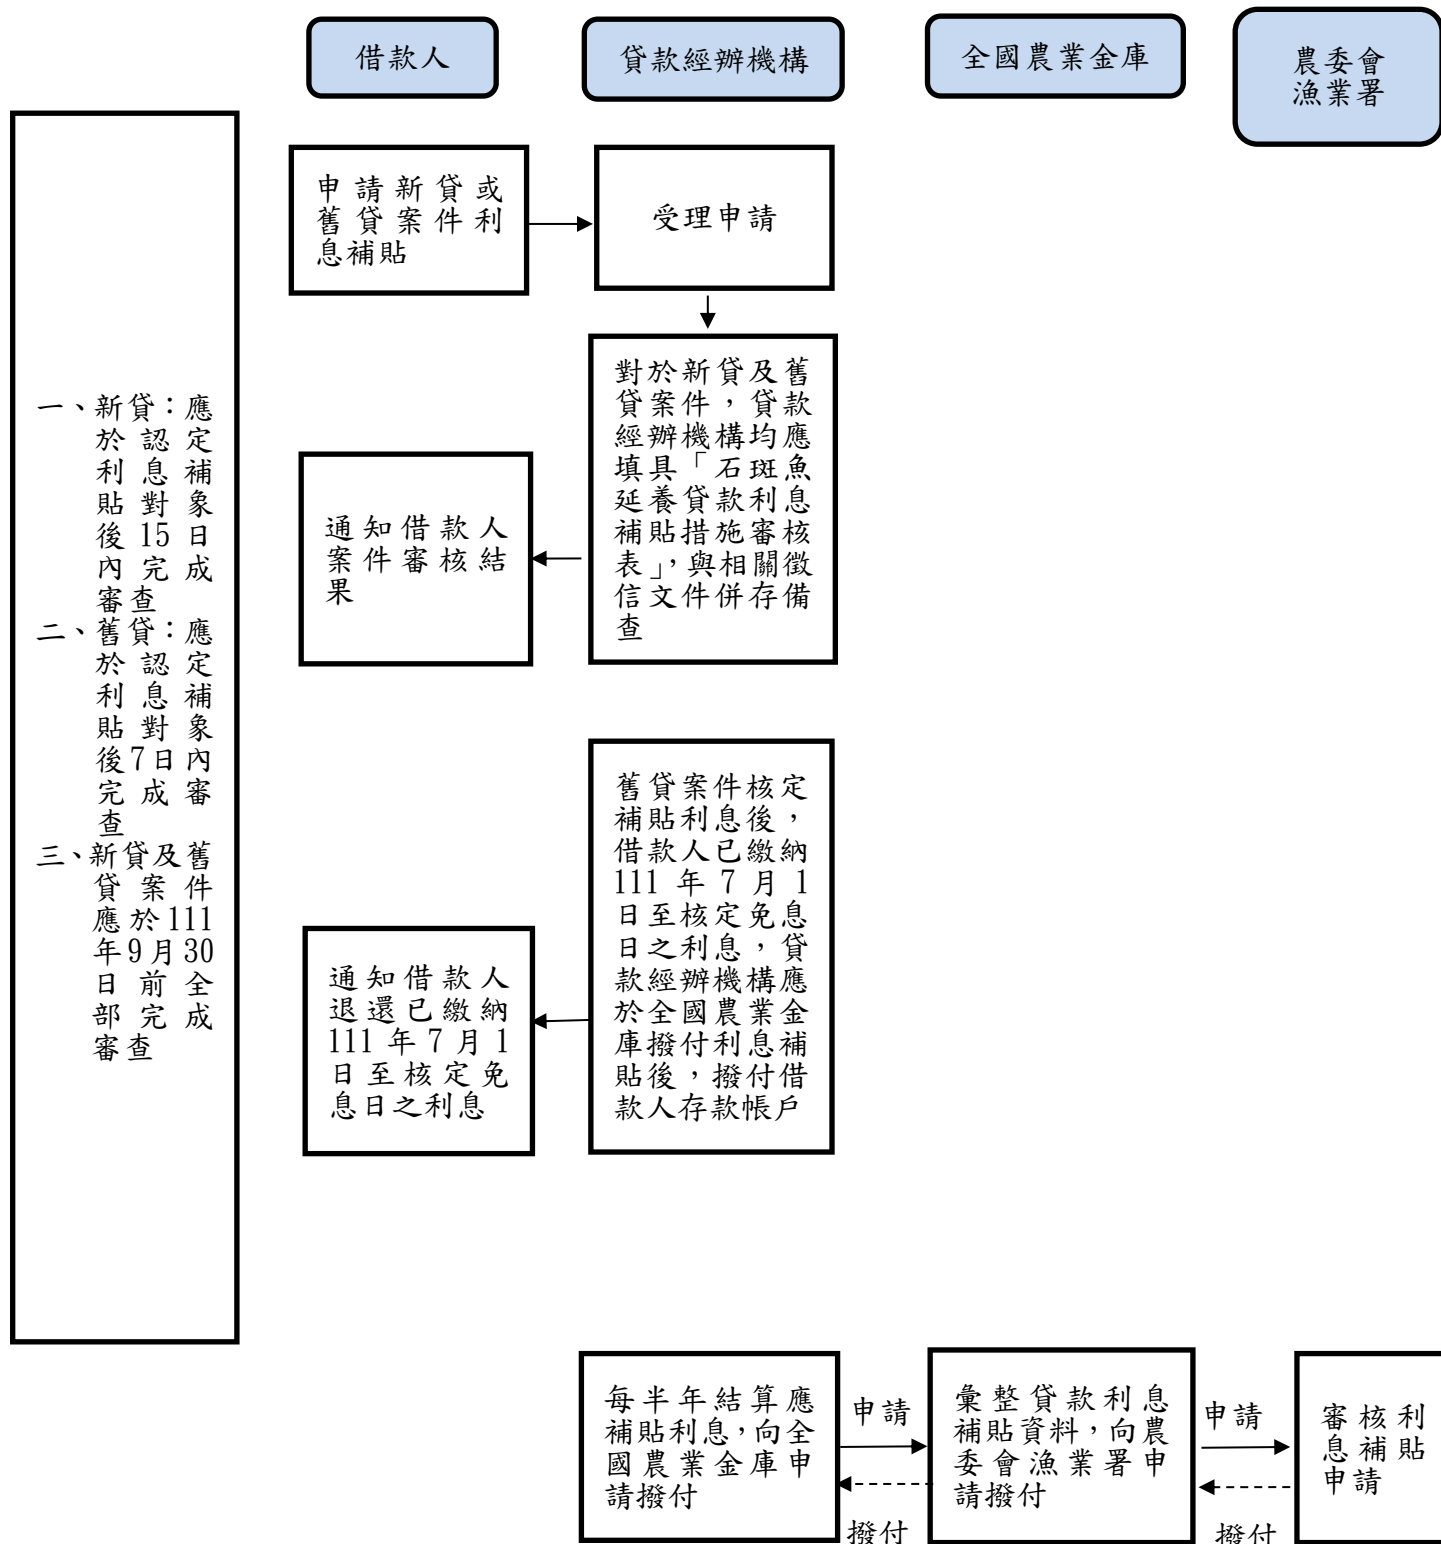 借款人
貸款經辦機構
全國農業金庫
農委會
漁業署
一、新貸：應
於認定
利息補
貼對象
後15日
內完成
審查
二、舊貸：應
於認定
利息補
貼對象
後7日內
完成審
查
三、新貸及舊
貸案件
應於111
年9月30
日前全
部完成
審查
申請新貸或
舊貸案件利
息補貼
受理申請
對於新貸及舊
貸案件，貸款
經辦機構均應
填具「石斑魚
延養貸款利息
補貼措施審核
表」，與相關徵
信文件併存備
查
通知借款人
案件審核結
果
舊貸案件核定
補貼利息後，
借款人已繳納
111年7月1
日至核定免息
日之利息，貸
款經辦機構應
於全國農業金
庫撥付利息補
貼後，撥付借
款人存款帳戶
通知借款人
退還已繳納
111年7月1
日至核定免
息日之利息
每半年結算應
補貼利息，向全
國農業金庫申
請撥付
申請
撥付
彙整貸款利息
補貼資料，向農
委會漁業署申
請撥付
申請
撥付
審核利
息補貼
申請